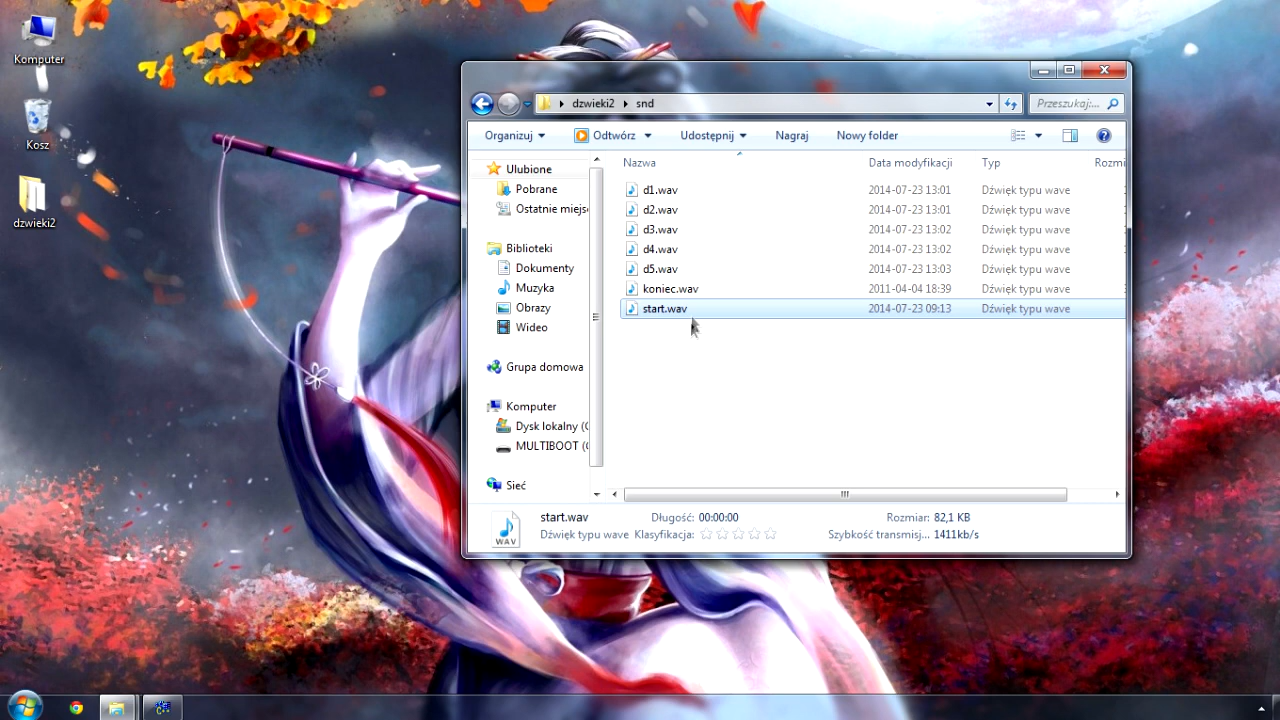 Komputer
Kosz
dzwieki2
dzwieki2 snd
Przeszukaj:...
Organizuj Odtwórz Udostępnij Nagraj Nowy folder
Ulubione
Pobrane
Ostatnie miejs
Biblioteki
Dokumenty
Muzyka
Obrazy
Wideo
Grupa domowa
Komputer
Dysk lokalny (
MULTIBOOT (
Sieć
Nazwa Data modyfikacji Typ Rozmi
d1.wav 2014-07-23 13:01 Dźwięk typu wave
d2.wav 2014-07-23 13:01 Dźwięk typu wave
d3.wav 2014-07-23 13:02 Dźwięk typu wave
d4.wav 2014-07-23 13:02 Dźwięk typu wave
d5.wav 2014-07-23 13:03 Dźwięk typu wave
koniec.wav 2011-04-04 18:39 Dźwięk typu wave
start.wav 2014-07-23 09:13 Dźwięk typu wave
WAV
start.wav Długość: 00:00:00 Rozmiar: 82,1 KB
Dźwięk typu wave Klasyfikacja: Szybkość transmisj... 1411kb/s